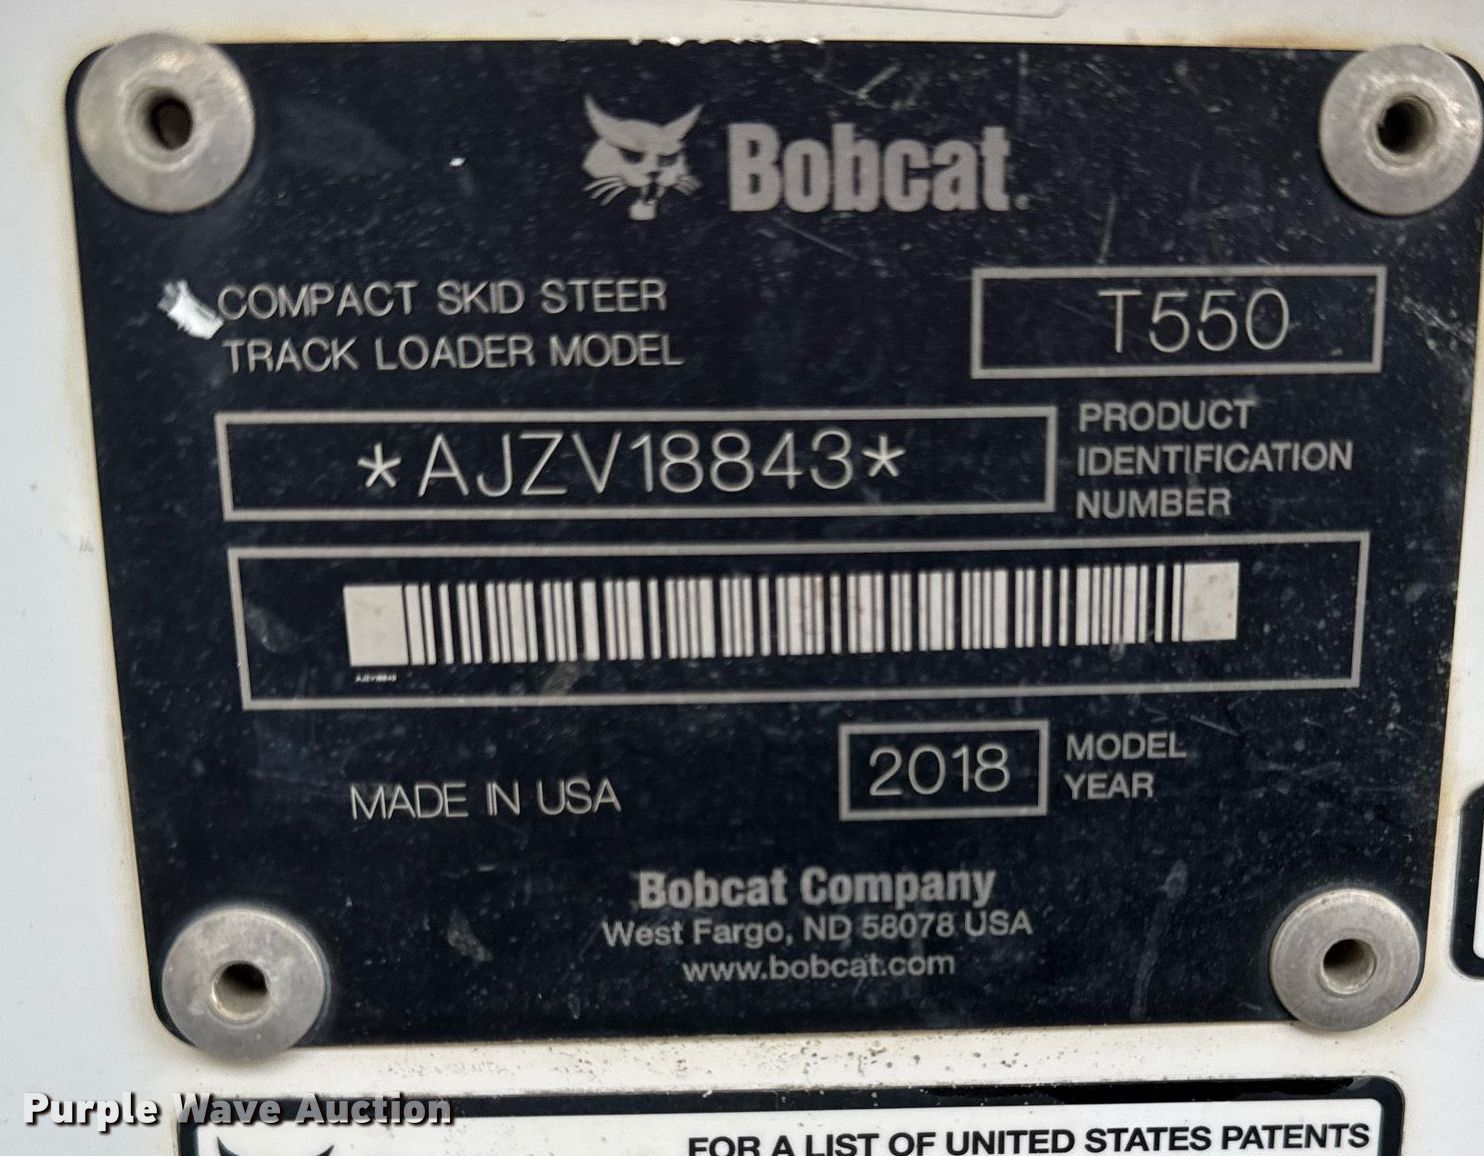 Bobcat.
COMPACT SKID STEER
TRACK LOADER MODEL
T550
*AJZV18843*
PRODUCT
IDENTIFICATION
NUMBER
AJZV18843
MADE IN USA
2018
MODEL
YEAR
Bobcat Company
West Fargo, ND 58078 USA
www.bobcat.com
Purple Wave Auction
FOR A LIST OF UNITED STATES PATENTS